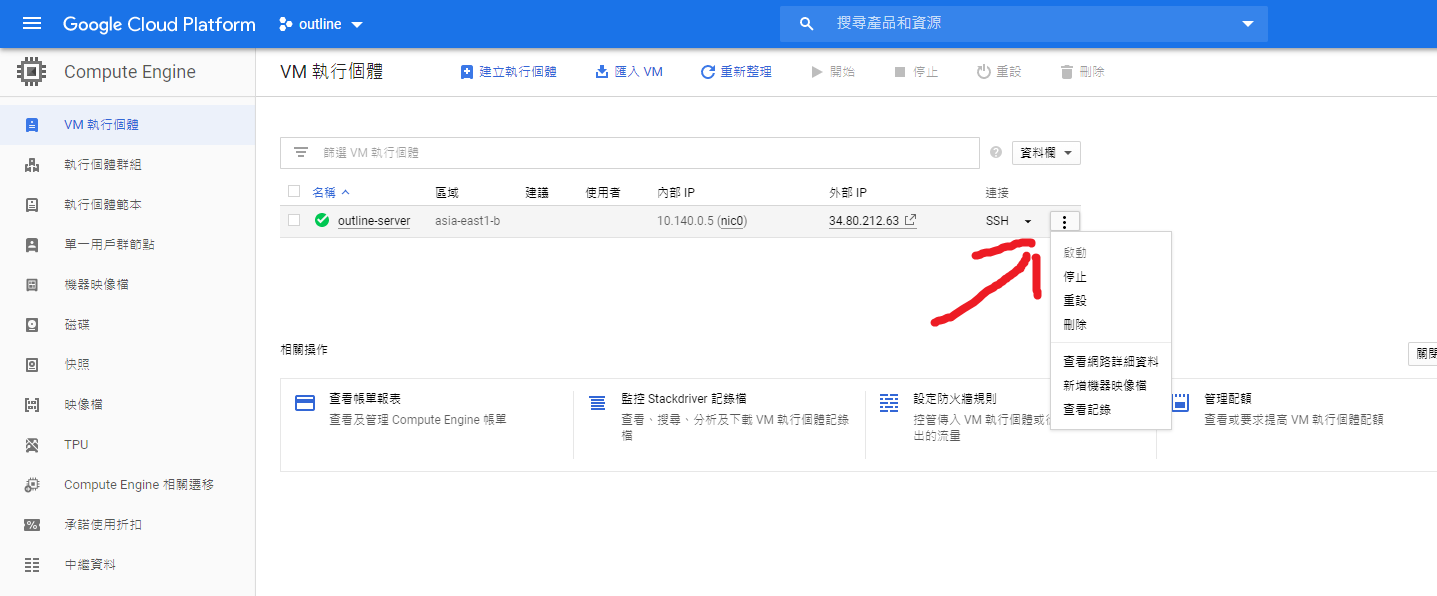 Google Cloud Platform
outline
搜尋產品和資源
Compute Engine
VM 執行個體
建立執行個體
匯入 VM
重新整理
開始
停止
重設
刪除
VM 執行個體
執行個體群組
執行個體範本
單一用戶群節點
機器映像檔
磁碟
快照
映像檔
TPU
Compute Engine 相關遷移
承諾使用折扣
中繼資料
篩選 VM 執行個體
資料欄
名稱
區域
建議
使用者
內部 IP
外部 IP
連接
outline-server
asia-east1-b
10.140.0.5 (nic0)
34.80.212.63
SSH
啟動
停止
重設
刪除
查看網路詳細資料
新增機器映像檔
查看記錄
相關操作
查看帳單報表
查看及管理 Compute Engine 帳單
監控 Stackdriver 記錄檔
查看、搜尋、分析及下載 VM 執行個體記錄
檔
設定防火牆規則
控管傳入 VM 執行個體或
出的流量
管理配額
查看或要求提高 VM 執行個體配額